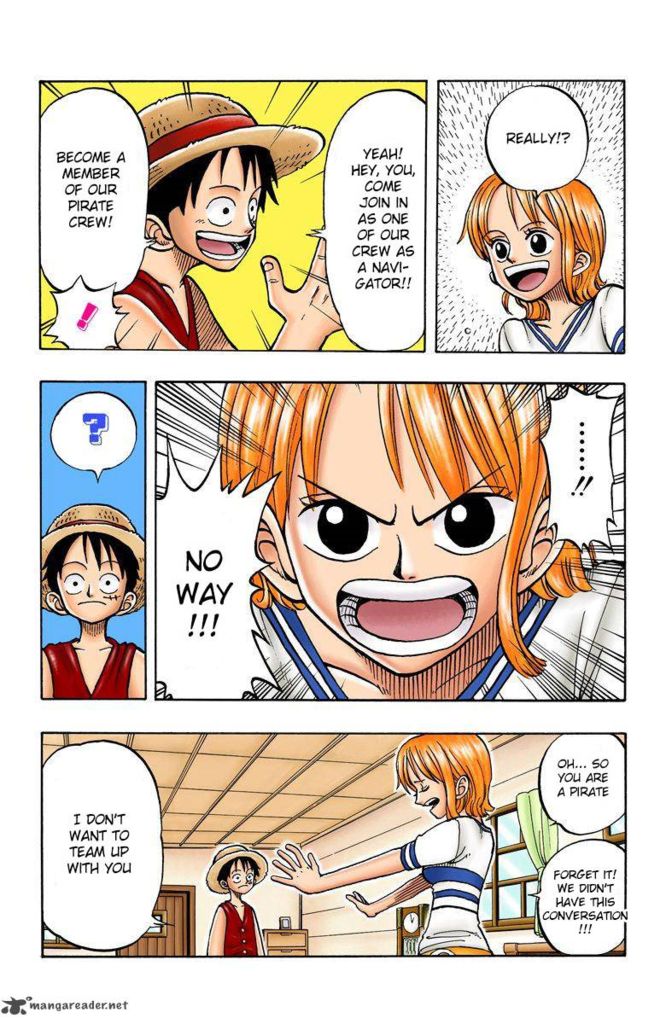 REALLY!?
YEAH!
HEY, YOU,
COME
JOIN IN
AS ONE
OF OUR
CREW AS
A NAVI-
GATOR!!
BECOME A
MEMBER
OF OUR
PIRATE
CREW!
!
......!!
NO
WAY
!!!
?
OH... SO
YOU ARE
A PIRATE
FORGET IT!
WE DIDN'T
HAVE THIS
CONVERSATION
!!!
I DON'T
WANT TO
TEAM UP
WITH YOU
mangareader.net